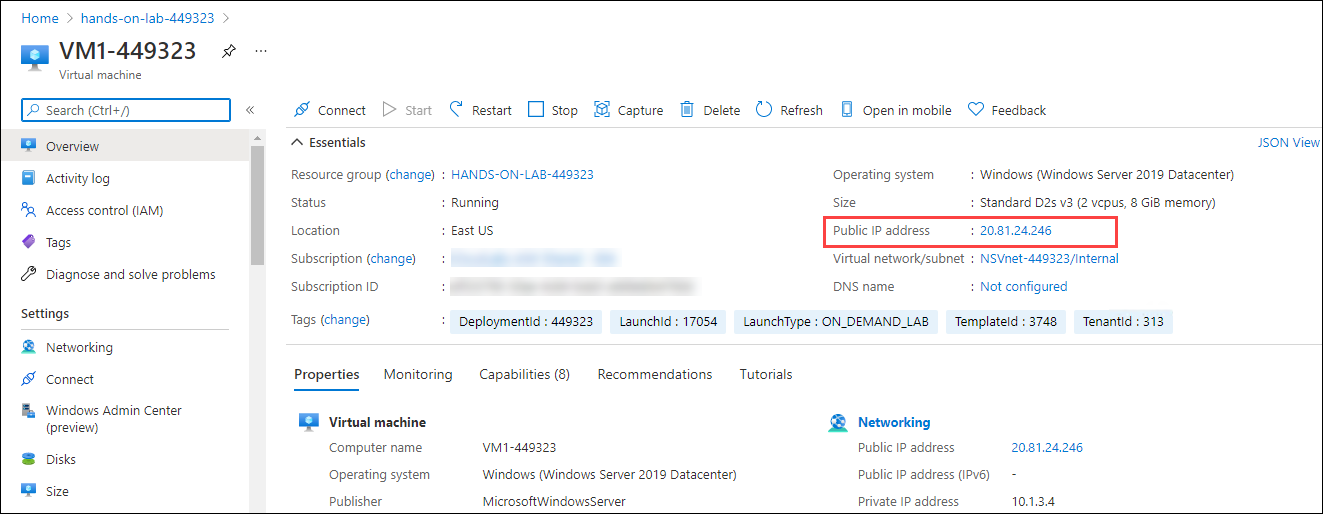 Home > hands-on-lab-449323 >
VM1-449323 ...
Virtual machine
Search (Ctrl+/) «
Overview
Activity log
Access control (IAM)
Tags
Diagnose and solve problems
Settings
Networking
Connect
Windows Admin Center
(preview)
Disks
Size
Connect Start Restart Stop Capture Delete Refresh Open in mobile Feedback
Essentials JSON View
Resource group (change) : HANDS-ON-LAB-449323
Status : Running
Location : East US
Subscription (change) :
Subscription ID :
Operating system : Windows (Windows Server 2019 Datacenter)
Size : Standard D2s v3 (2 vcpus, 8 GiB memory)
Public IP address : 20.81.24.246
Virtual network/subnet : NSVnet-449323/Internal
DNS name : Not configured
Tags (change) : DeploymentId : 449323 LaunchId : 17054 LaunchType : ON_DEMAND_LAB TemplateId : 3748 TenantId : 313
Properties Monitoring Capabilities (8) Recommendations Tutorials
Virtual machine
Computer name VM1-449323
Operating system Windows (Windows Server 2019 Datacenter)
Publisher MicrosoftWindowsServer
Networking
Public IP address 20.81.24.246
Public IP address (IPv6) -
Private IP address 10.1.3.4